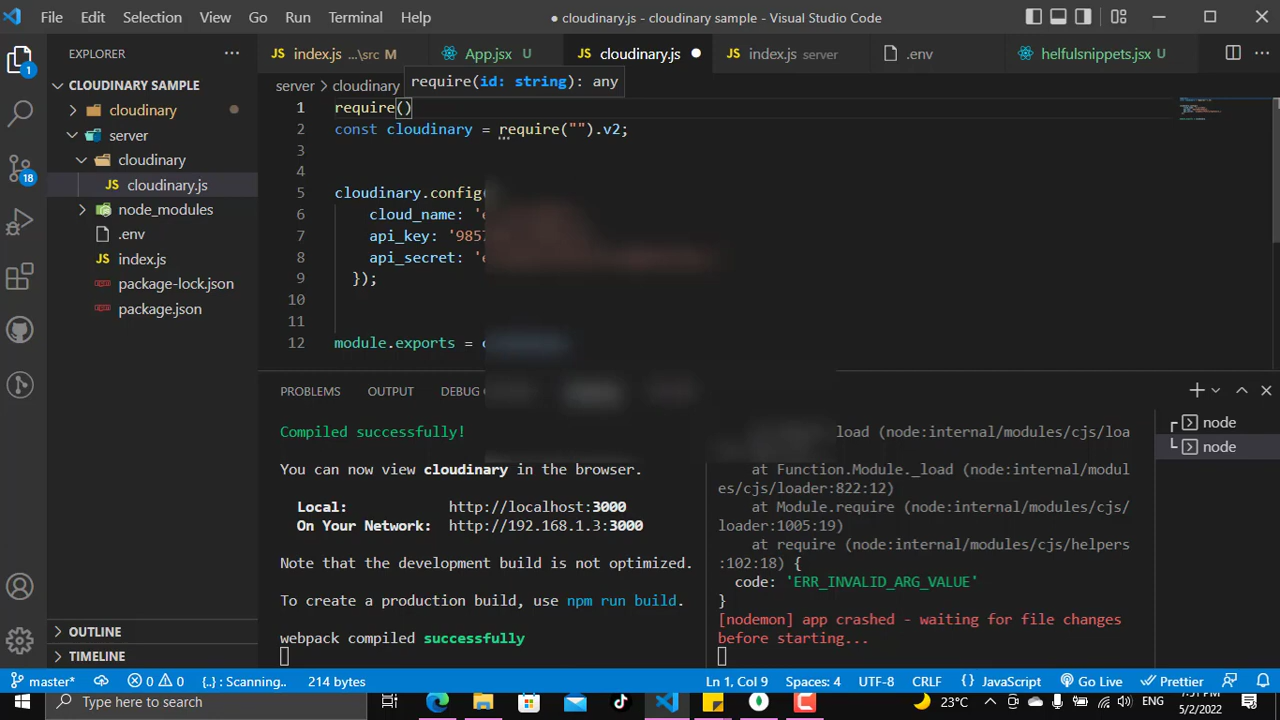 File Edit Selection View Go Run Terminal Help ● cloudinary.js - cloudinary sample - Visual Studio Code
EXPLORER ···
JS index.js ...\src M App.jsx U JS cloudinary.js ● JS index.js server .env helfulsnippets.jsx U ···
CLOUDINARY SAMPLE
cloudinary
server
cloudinary
JS cloudinary.js
node_modules
.env
JS index.js
package-lock.json
package.json
OUTLINE
TIMELINE
1
18
server > cloudinary
require(id: string): any
1 require()
2 const cloudinary = require("").v2;
3
4
5 cloudinary.config(
6 cloud_name: '
7 api_key: '985
8 api_secret: '
9 });
10
11
12 module.exports =
PROBLEMS OUTPUT DEBUG
Compiled successfully!
You can now view cloudinary in the browser.
Local: http://localhost:3000
On Your Network: http://192.168.1.3:3000
Note that the development build is not optimized.
To create a production build, use npm run build.
webpack compiled successfully
load (node:internal/modules/cjs/loa
at Function.Module._load (node:internal/modul
es/cjs/loader:822:12)
at Module.require (node:internal/modules/cjs/
loader:1005:19)
at require (node:internal/modules/cjs/helpers
:102:18) {
code: 'ERR_INVALID_ARG_VALUE'
}
[nodemon] app crashed - waiting for file changes
before starting...
node
node
master* 0 0 {..} : Scanning.. 214 bytes Ln 1, Col 9 Spaces: 4 UTF-8 CRLF {} JavaScript Go Live Prettier
Type here to search
23°C
5/2/2022